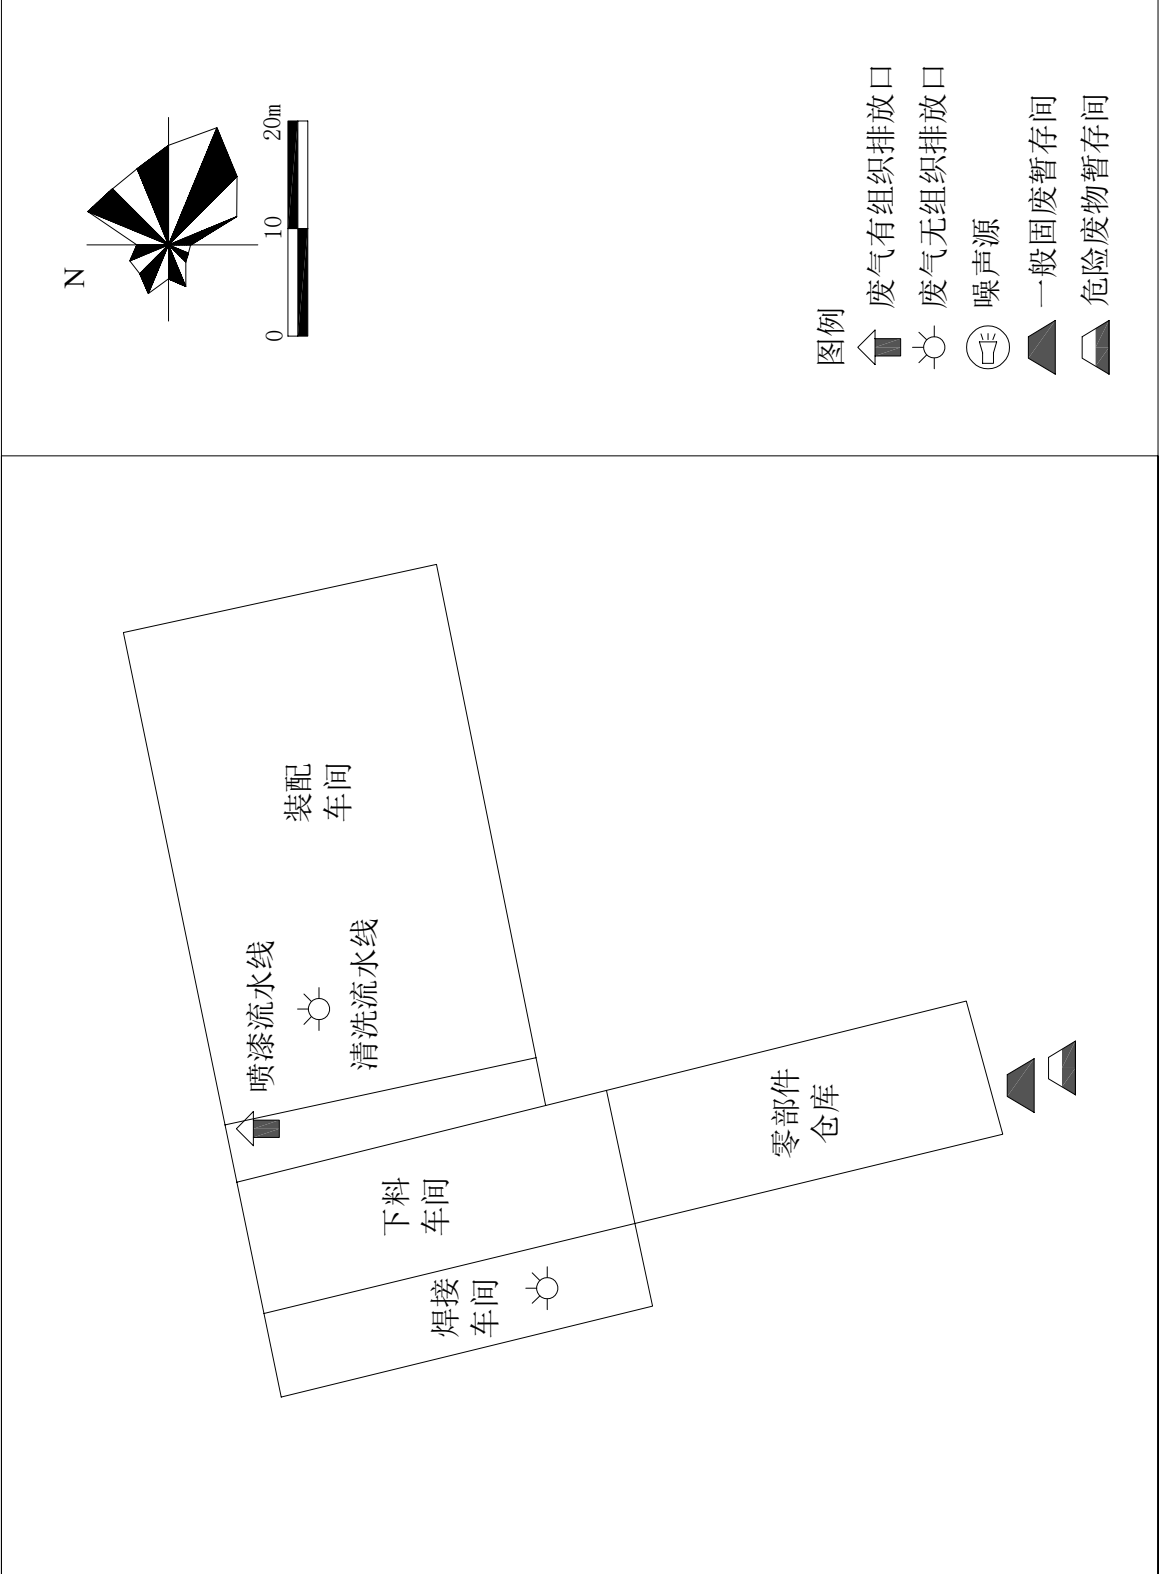 N
0 10 20m
装配
车间
喷漆流水线
清洗流水线
下料
车间
焊接
车间
零部件
仓库
图例
废气有组织排放口
废气无组织排放口
噪声源
一般固废暂存间
危险废物暂存间